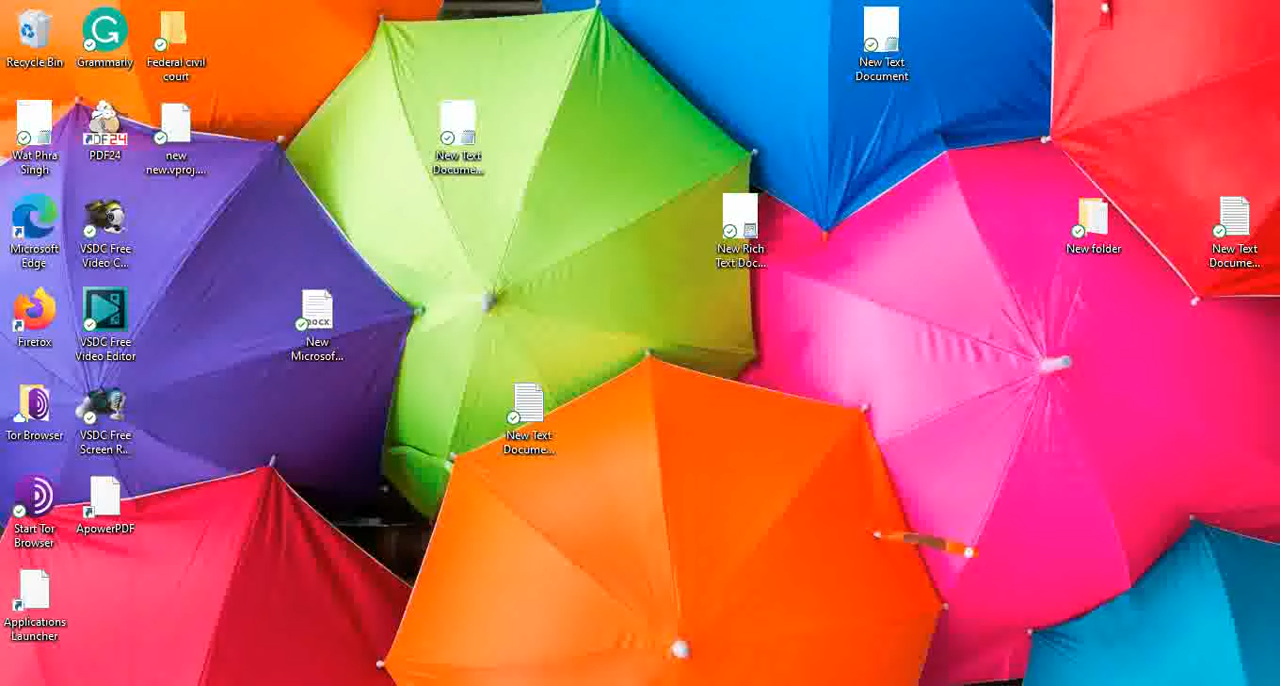 Recycle Bin
Grammarly
Federal civil
court
New Text
Document
Wat Phra
Singh
PDF24
new
new.vproj....
New Text
Docume...
Microsoft
Edge
VSDC Free
Video C...
New Rich
Text Doc...
New folder
New Text
Docume...
Firefox
VSDC Free
Video Editor
DOCX
New
Microsof...
Tor Browser
VSDC Free
Screen R...
New Text
Docume...
Start Tor
Browser
ApowerPDF
Applications
Launcher